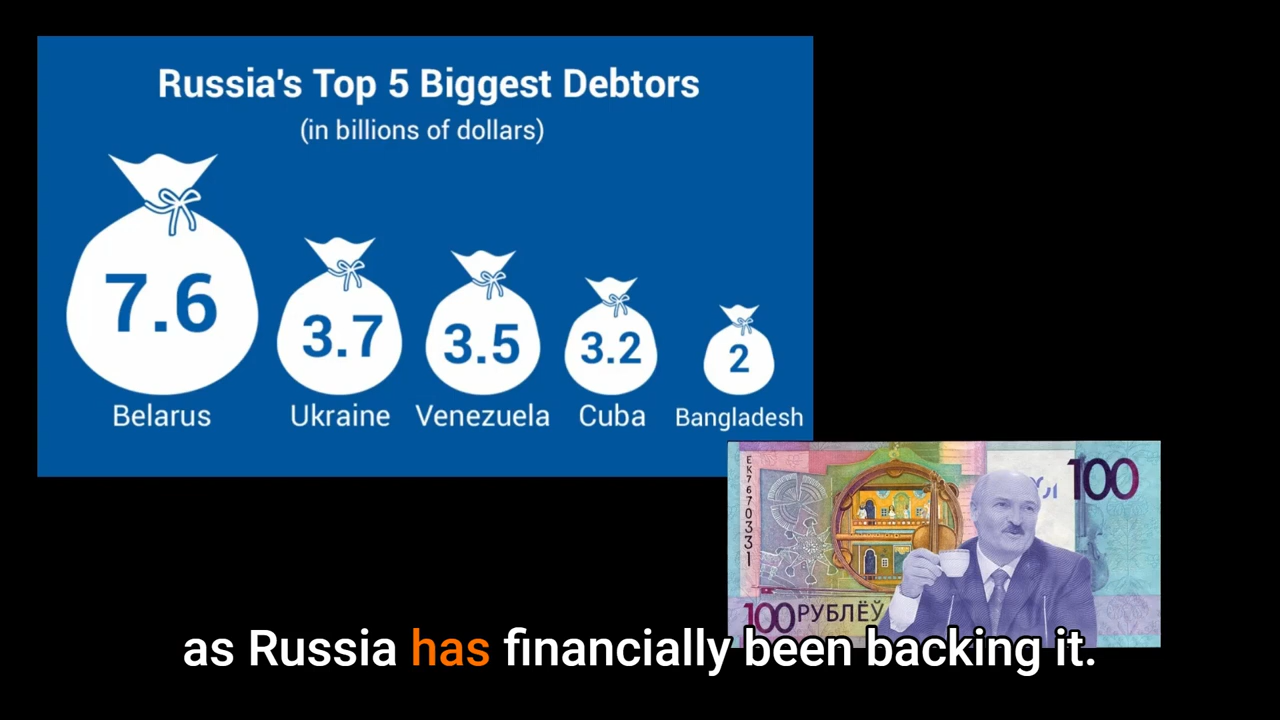 Russia's Top 5 Biggest Debtors
(in billions of dollars)
7.6
3.7
3.5
3.2
2
Belarus
Ukraine
Venezuela
Cuba
Bangladesh
ЕК7670331
100
100 РУБЛЁЎ
as Russia has financially been backing it.